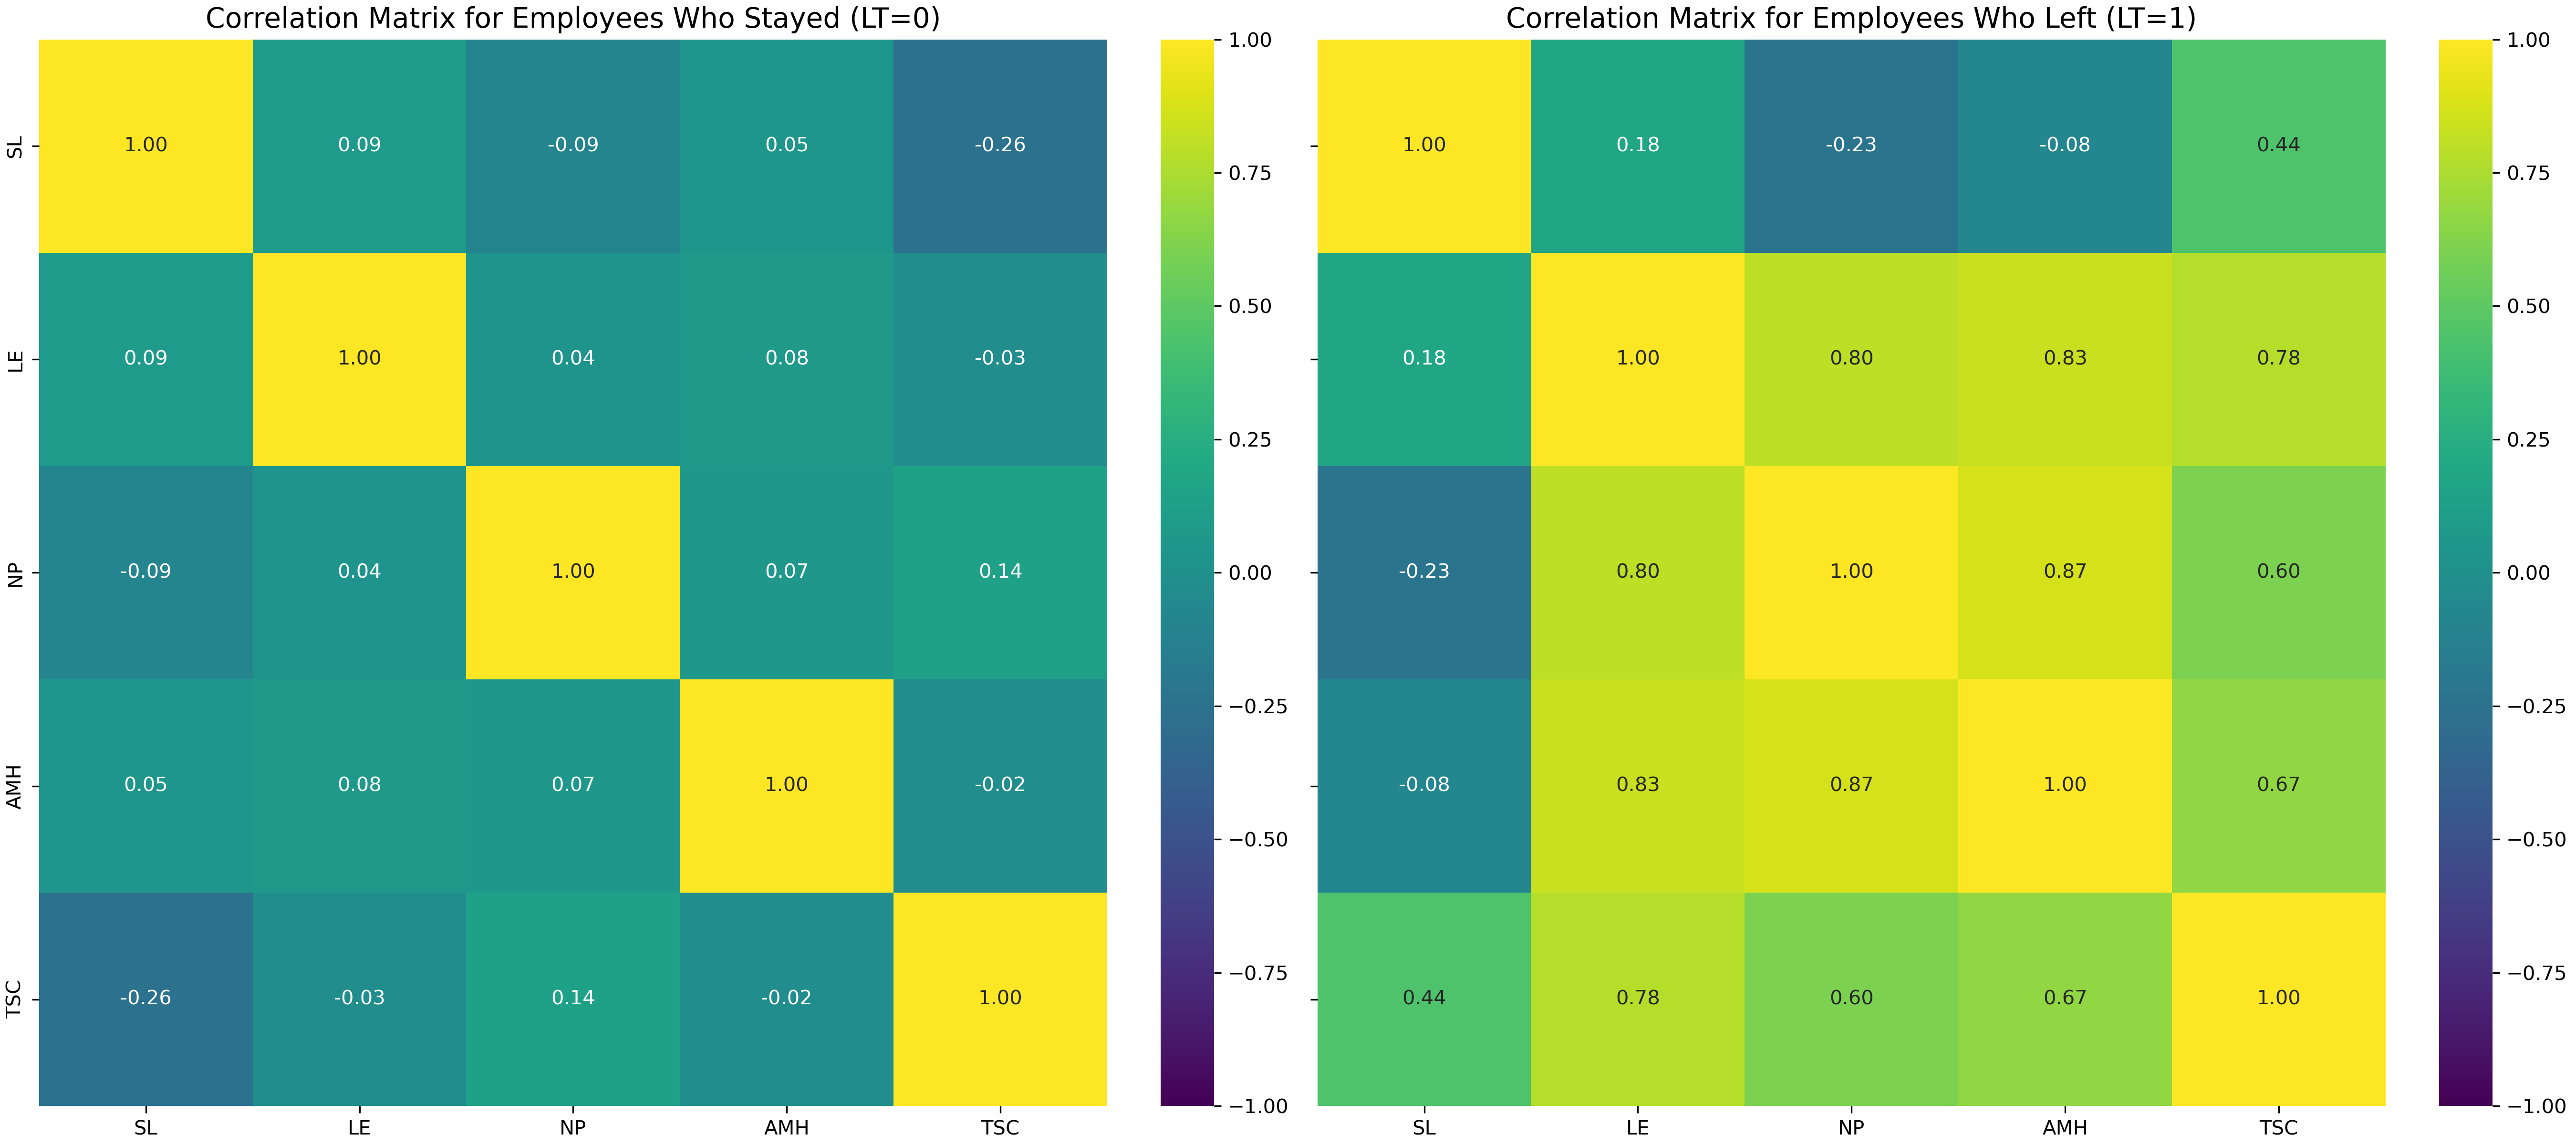 Correlation Matrix for Employees Who Stayed (LT=0)
SL 1.00 0.09 -0.09 0.05 -0.26
LE 0.09 1.00 0.04 0.08 -0.03
NP -0.09 0.04 1.00 0.07 0.14
AMH 0.05 0.08 0.07 1.00 -0.02
TSC -0.26 -0.03 0.14 -0.02 1.00
SL LE NP AMH TSC
1.00
0.75
0.50
0.25
0.00
−0.25
−0.50
−0.75
−1.00
Correlation Matrix for Employees Who Left (LT=1)
1.00 0.18 -0.23 -0.08 0.44
0.18 1.00 0.80 0.83 0.78
-0.23 0.80 1.00 0.87 0.60
-0.08 0.83 0.87 1.00 0.67
0.44 0.78 0.60 0.67 1.00
SL LE NP AMH TSC
1.00
0.75
0.50
0.25
0.00
−0.25
−0.50
−0.75
−1.00